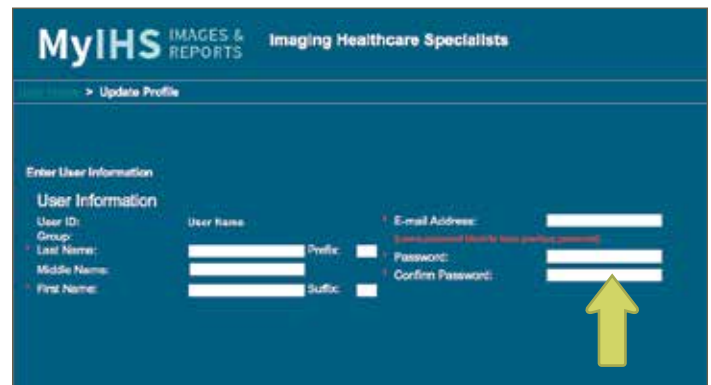 MyIHS IMAGES & REPORTS Imaging Healthcare Specialists
> Update Profile
Enter User Information
User Information
User ID: User Name
Group:
* Last Name: Prefix:
Middle Name:
* First Name: Suffix:
* E-mail Address:
* Password:
* Confirm Password: